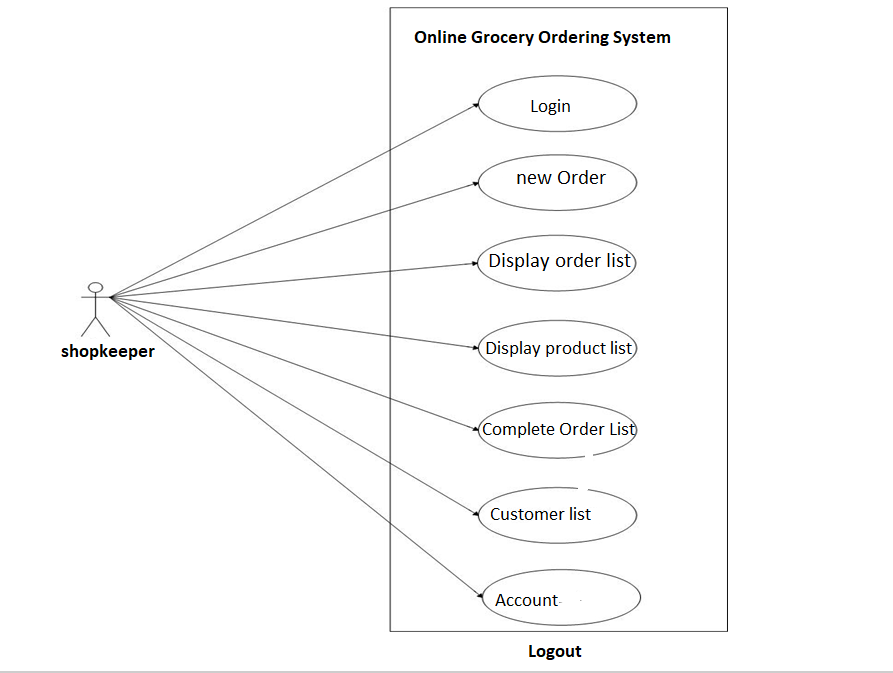 Online Grocery Ordering System
Login
new Order
Display order list
shopkeeper
Display product list
Complete Order List
Customer list
Account
Logout